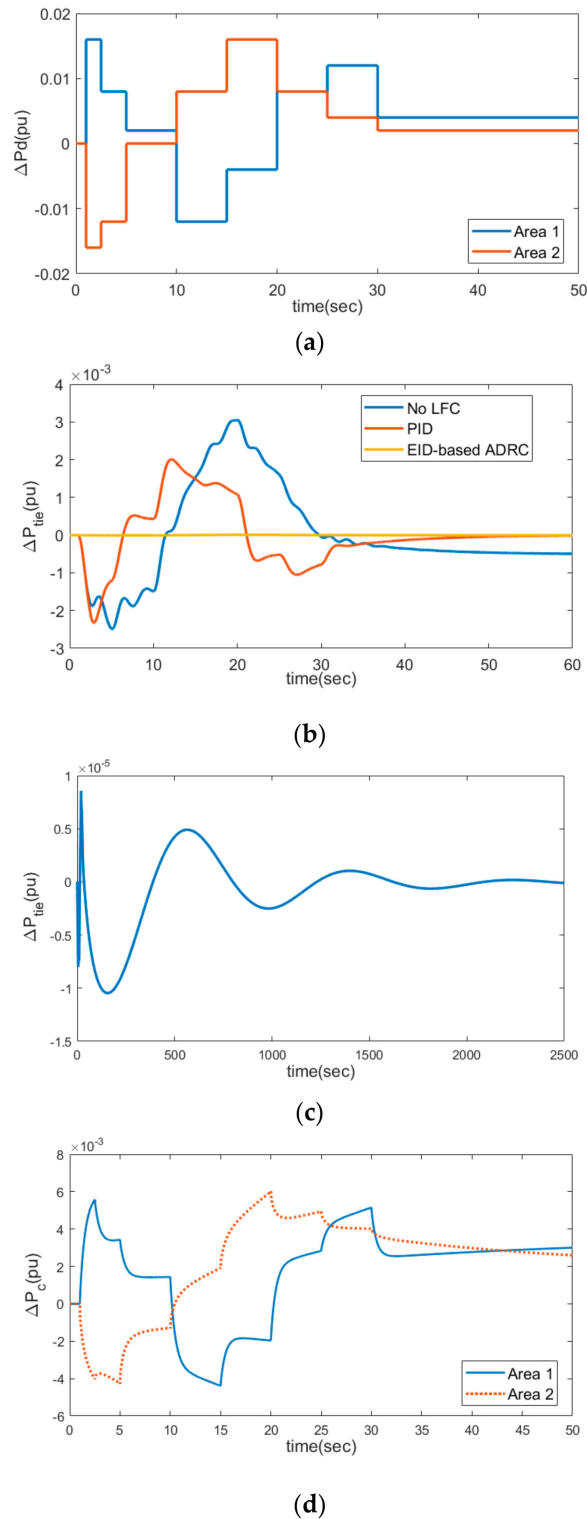 0.02
0.01
0
-0.01
-0.02
ΔPd(pu)
0 10 20 30 40 50
time(sec)
Area 1
Area 2
(a)
×10⁻³
4
3
2
1
0
-1
-2
-3
ΔP_tie(pu)
0 10 20 30 40 50 60
time(sec)
No LFC
PID
EID-based ADRC
(b)
×10⁻⁵
1
0.5
0
-0.5
-1
-1.5
ΔP_tie(pu)
0 500 1000 1500 2000 2500
time(sec)
(c)
×10⁻³
8
6
4
2
0
-2
-4
-6
ΔP_c(pu)
0 5 10 15 20 25 30 35 40 45 50
time(sec)
Area 1
Area 2
(d)